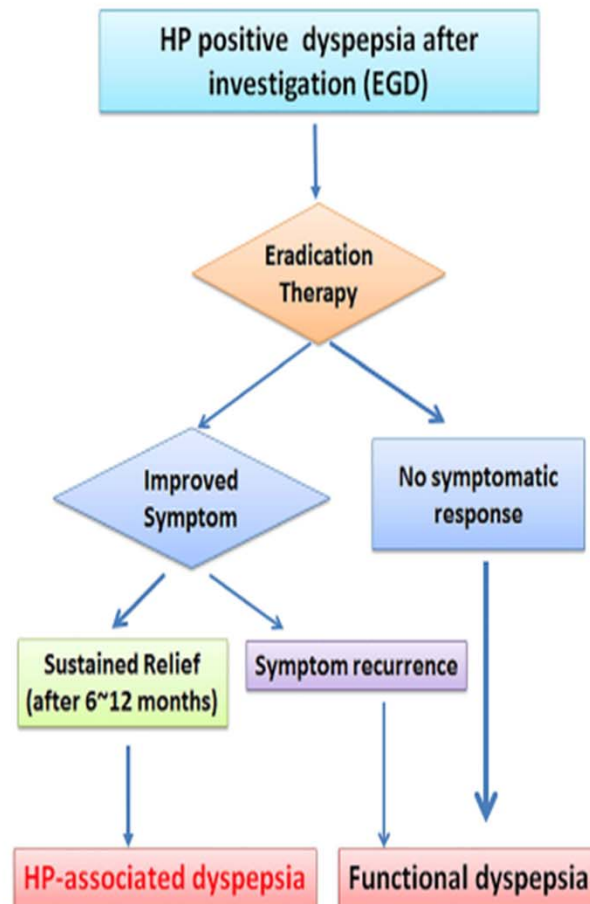 HP positive dyspepsia after
investigation (EGD)
Eradication
Therapy
Improved
Symptom
No symptomatic
response
Sustained Relief
(after 6~12 months)
Symptom recurrence
HP-associated dyspepsia
Functional dyspepsia